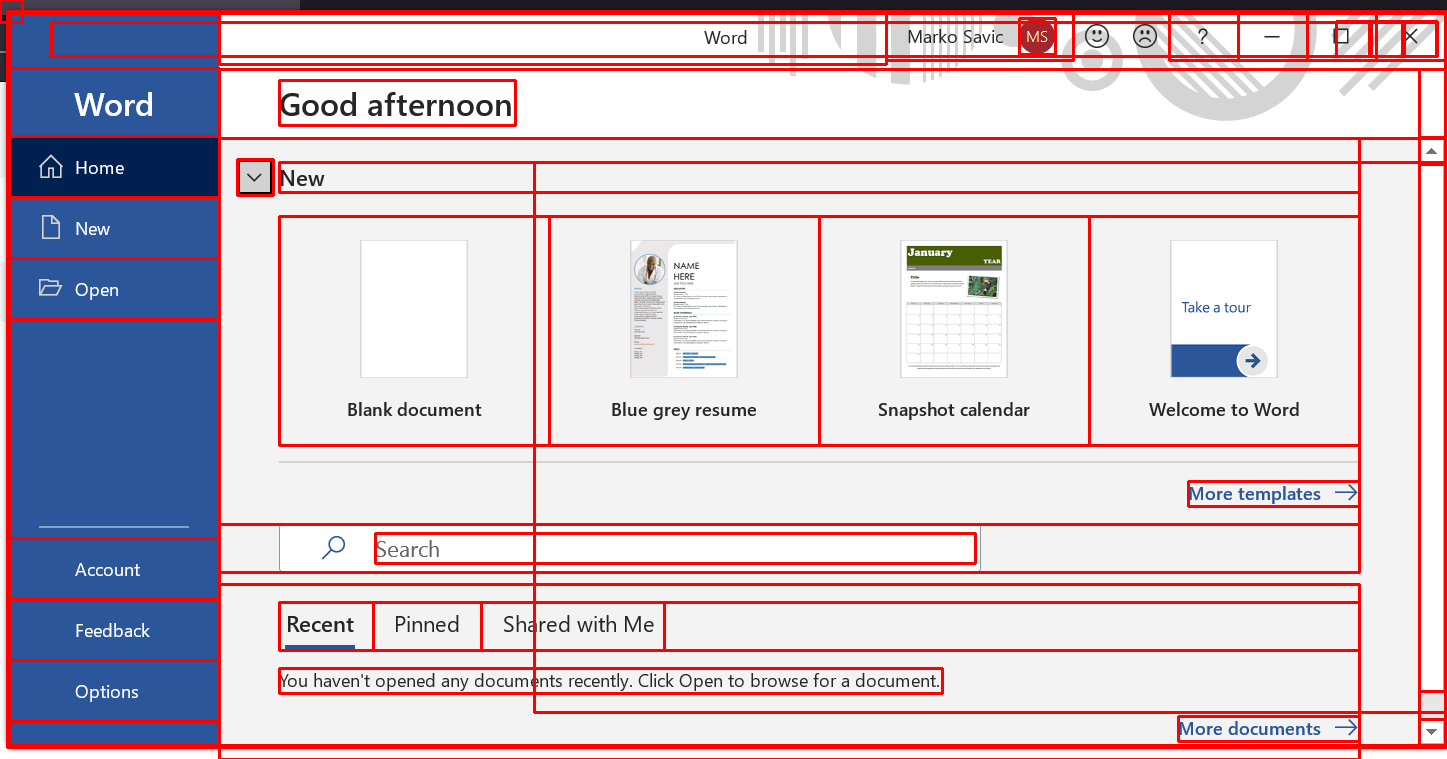 Word
Marko Savic
MS
?
Word
Good afternoon
Home
New
Open
Account
Feedback
Options
New
NAME
HERE
January
YEAR
Title
Take a tour
Blank document
Blue grey resume
Snapshot calendar
Welcome to Word
More templates
Search
Recent
Pinned
Shared with Me
You haven't opened any documents recently. Click Open to browse for a document.
More documents